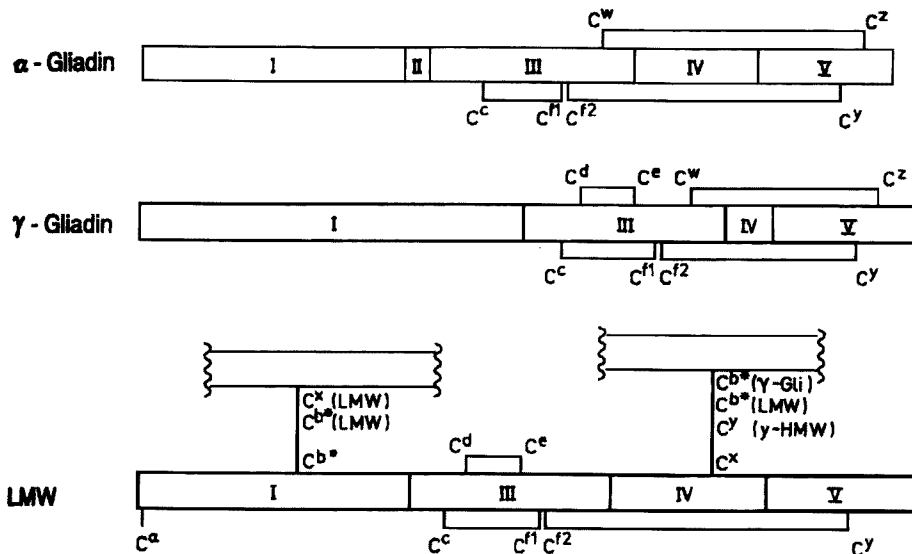 C^w C^z
α - Gliadin I II III IV V
C^c C^f1 C^f2 C^y
C^d C^e C^w C^z
γ - Gliadin I III IV V
C^c C^f1 C^f2 C^y
C^x (LMW)
C^b* (LMW)
C^b*
C^b* (γ-Gli)
C^b* (LMW)
C^y (y-HMW)
C^x
C^d C^e
LMW I III IV V
C^a C^c C^f1 C^f2 C^y